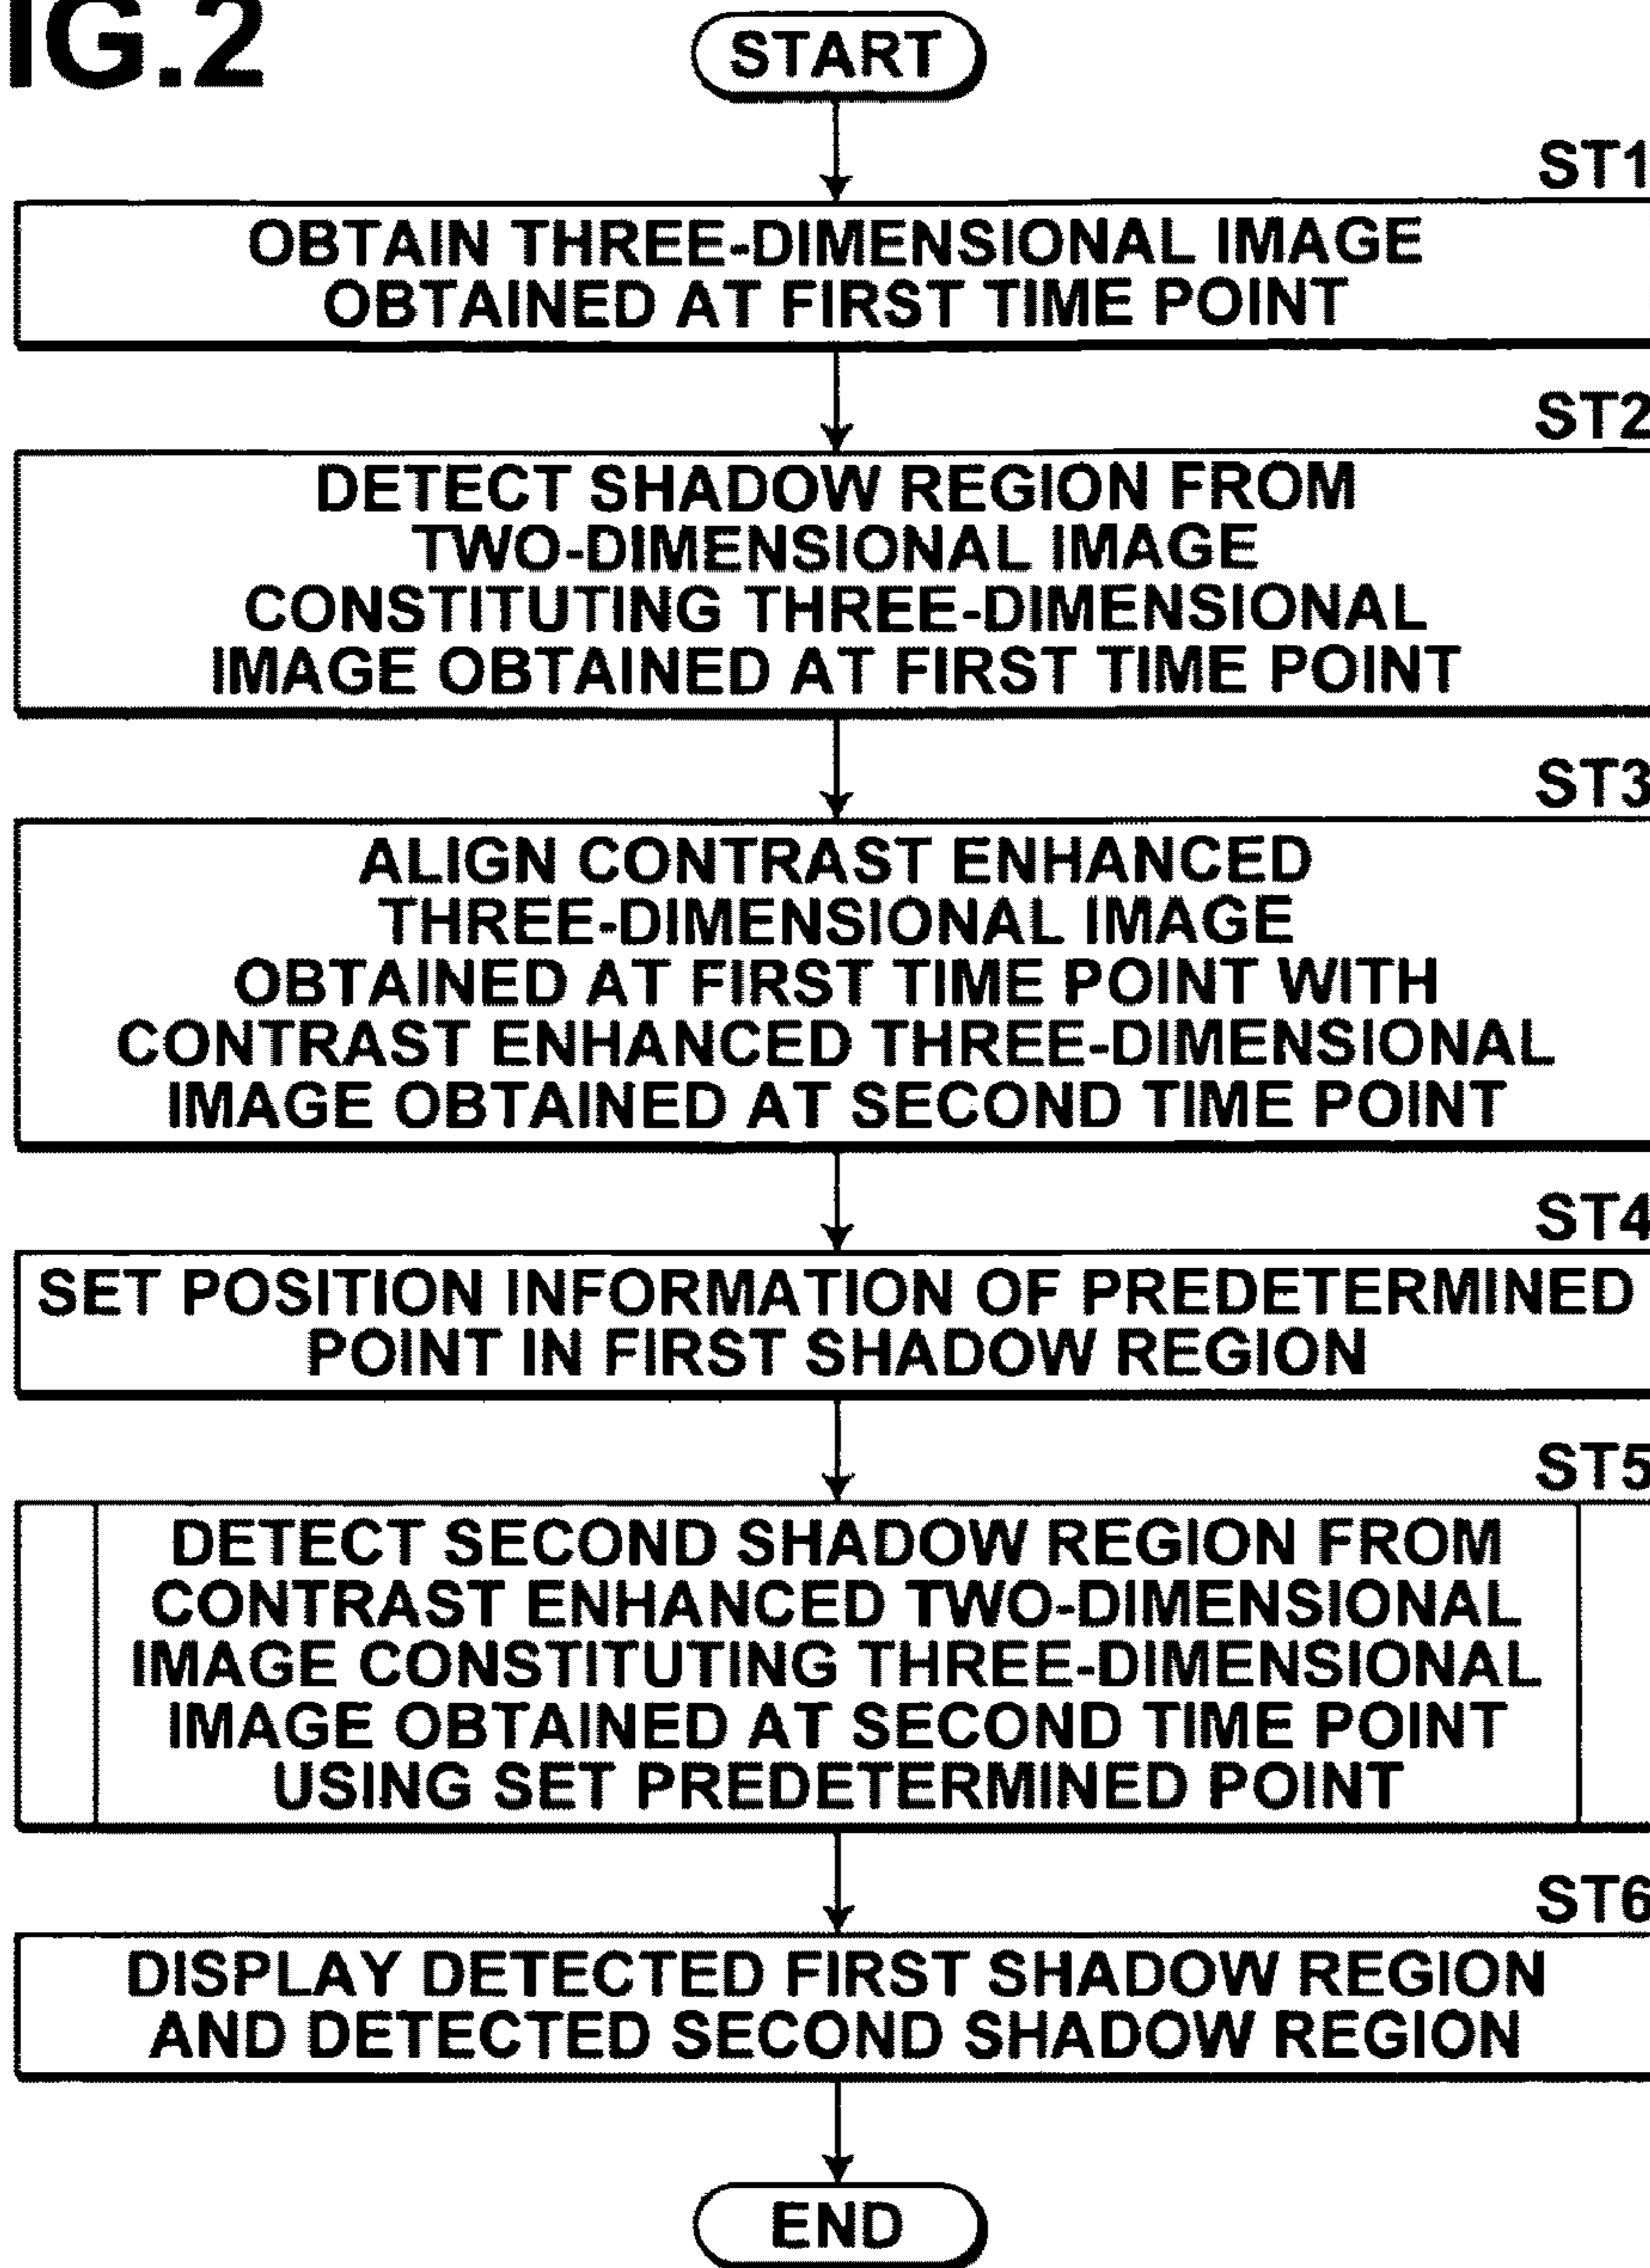 IG.2
START
ST1
OBTAIN THREE-DIMENSIONAL IMAGE
OBTAINED AT FIRST TIME POINT
ST2
DETECT SHADOW REGION FROM
TWO-DIMENSIONAL IMAGE
CONSTITUTING THREE-DIMENSIONAL
IMAGE OBTAINED AT FIRST TIME POINT
ST3
ALIGN CONTRAST ENHANCED
THREE-DIMENSIONAL IMAGE
OBTAINED AT FIRST TIME POINT WITH
CONTRAST ENHANCED THREE-DIMENSIONAL
IMAGE OBTAINED AT SECOND TIME POINT
ST4
SET POSITION INFORMATION OF PREDETERMINED
POINT IN FIRST SHADOW REGION
ST5
DETECT SECOND SHADOW REGION FROM
CONTRAST ENHANCED TWO-DIMENSIONAL
IMAGE CONSTITUTING THREE-DIMENSIONAL
IMAGE OBTAINED AT SECOND TIME POINT
USING SET PREDETERMINED POINT
ST6
DISPLAY DETECTED FIRST SHADOW REGION
AND DETECTED SECOND SHADOW REGION
END